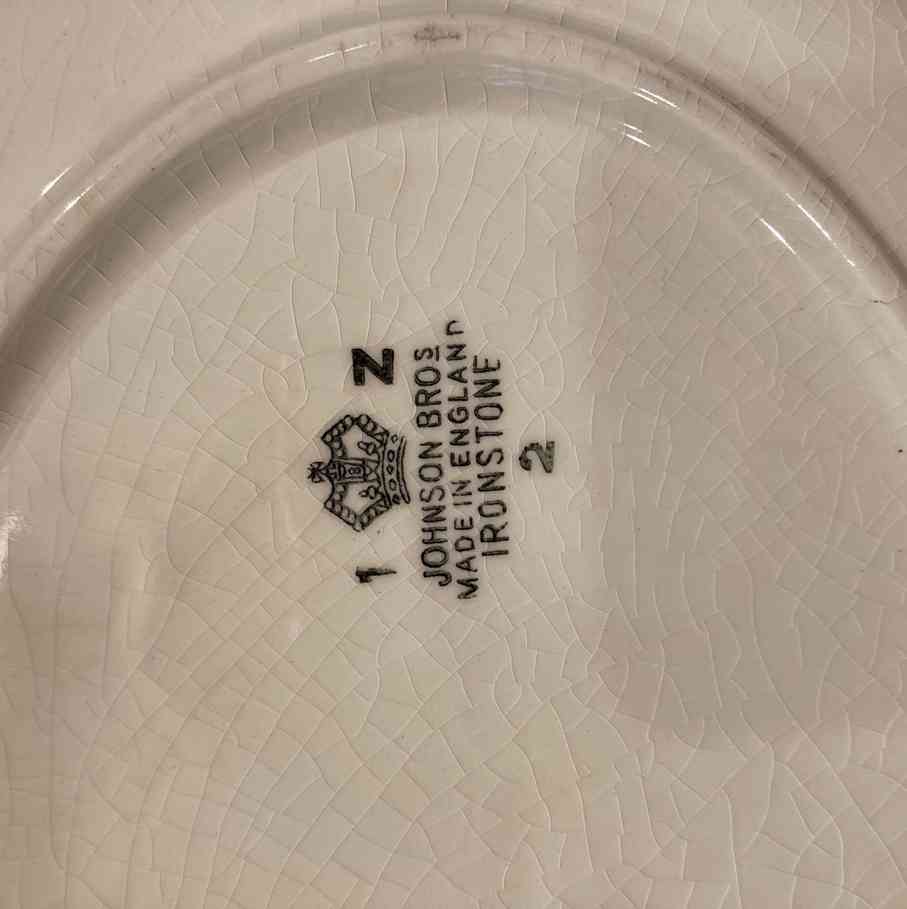 1 Z
JOHNSON BROS
MADE IN ENGLAND
IRONSTONE
2